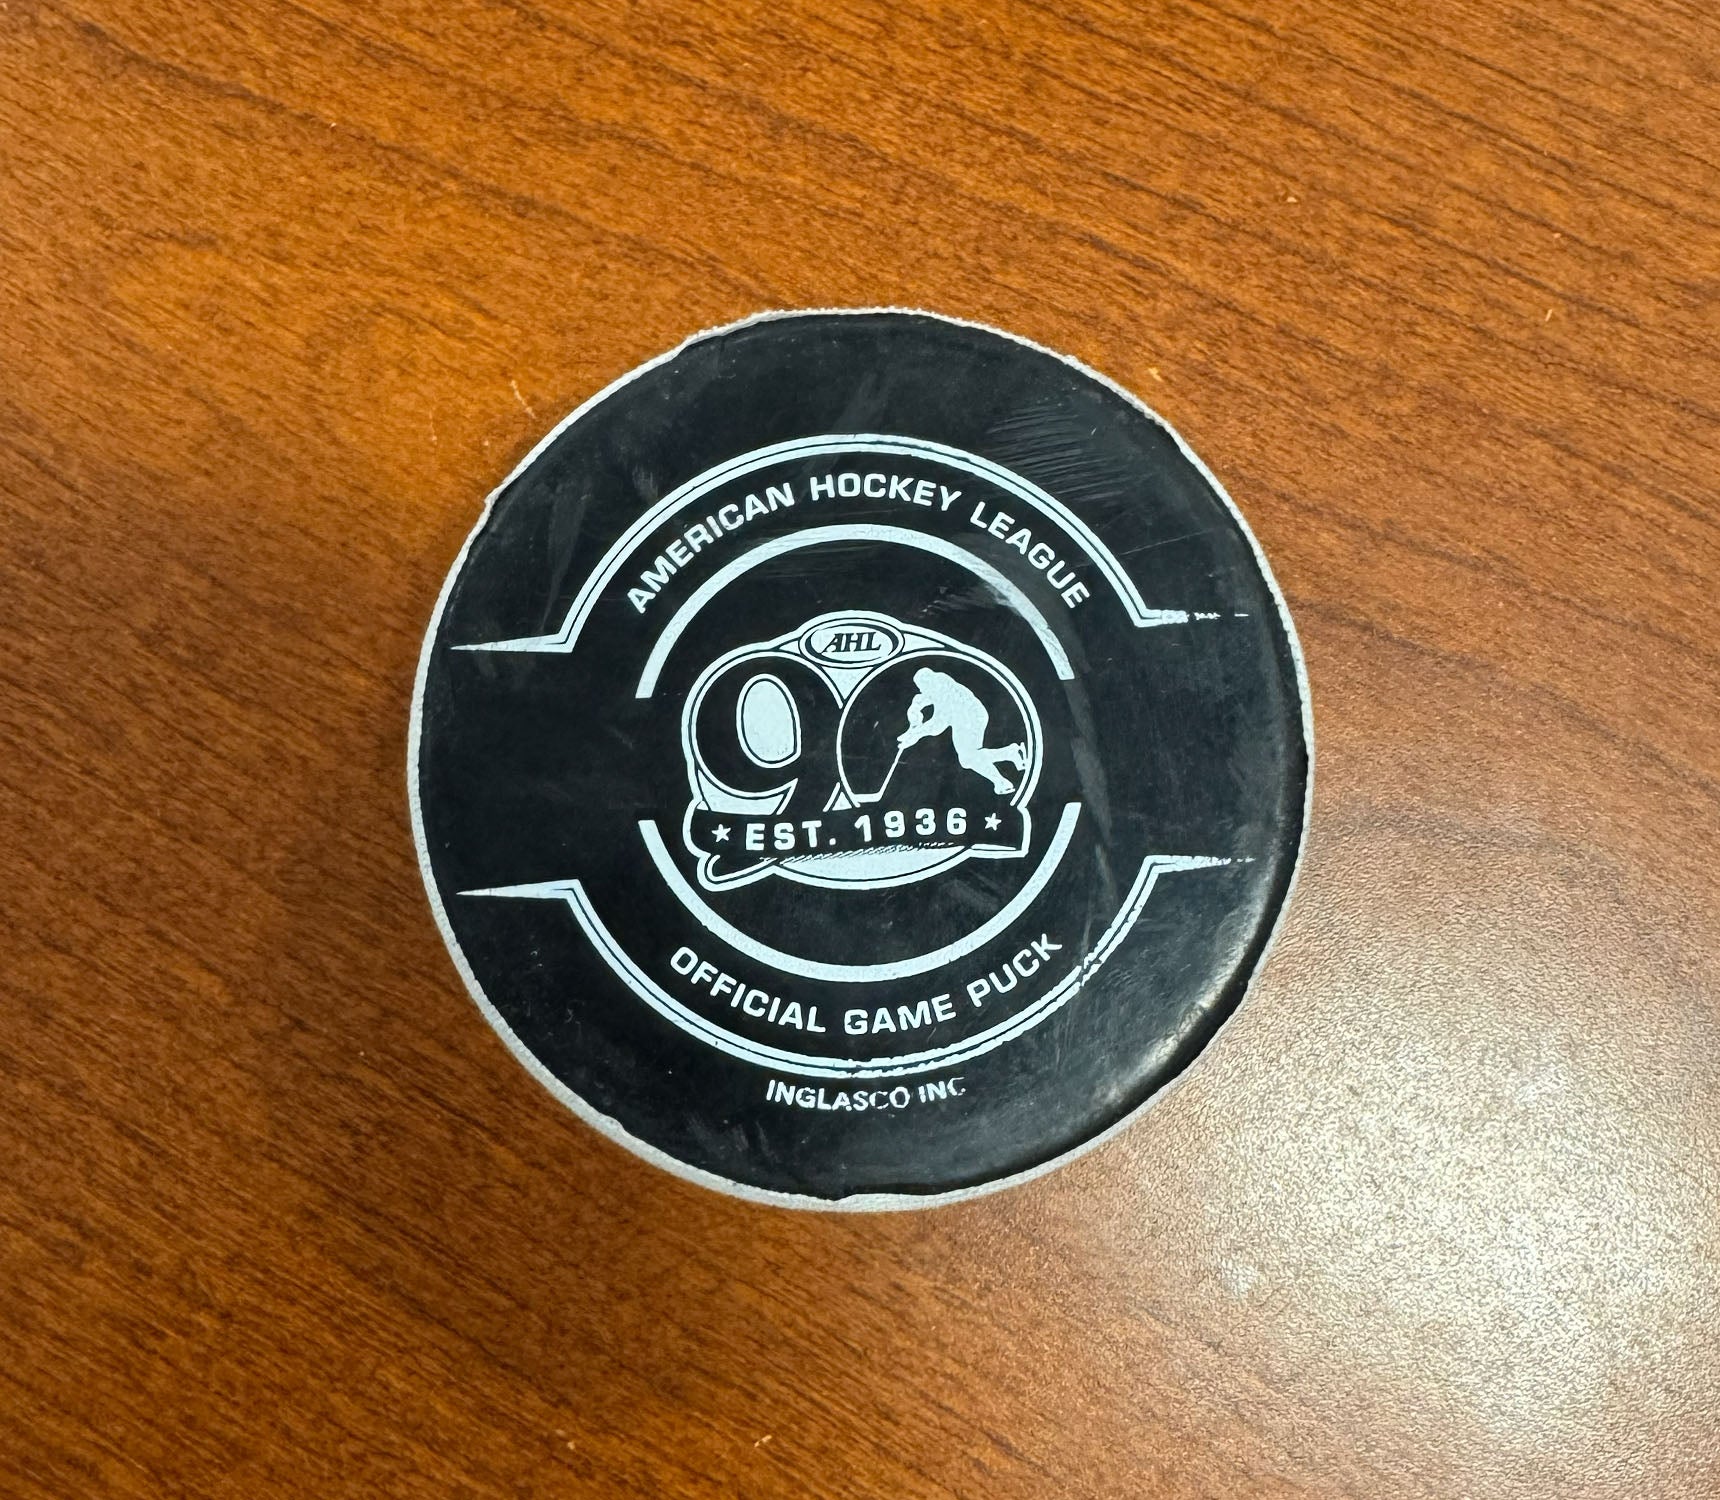 AMERICAN HOCKEY LEAGUE
AHL
90
★ EST. 1936 ★
OFFICIAL GAME PUCK
INGLASCO INC